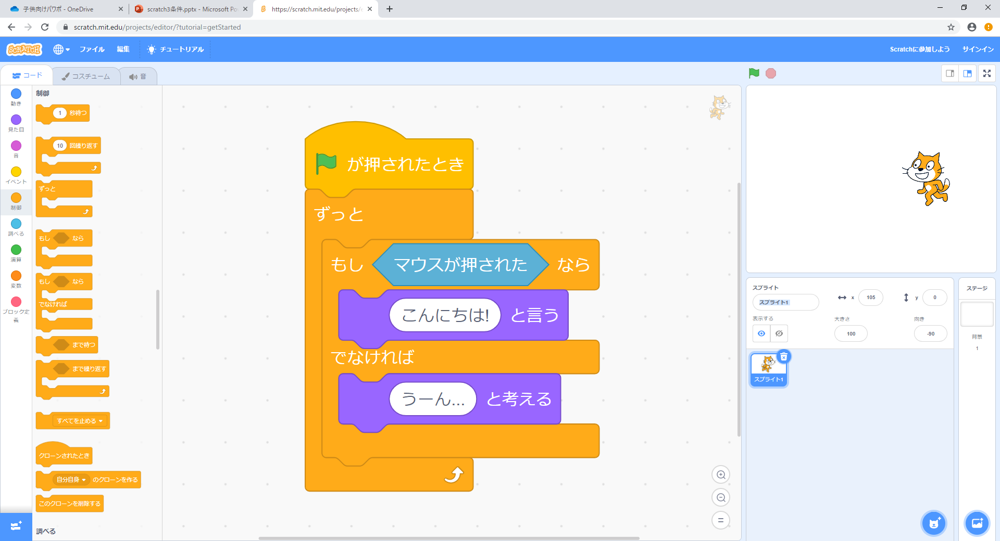 子供向けパワポ - OneDrive
scratch3条件.pptx - Microsoft Po
https://scratch.mit.edu/projects/e
scratch.mit.edu/projects/editor/?tutorial=getStarted
SCRATCH
ファイル
編集
チュートリアル
Scratchに参加しよう
サインイン
コード
コスチューム
音
動き
見た目
音
イベント
制御
調べる
演算
変数
ブロック定
義
制御
1 秒待つ
10 回繰り返す
ずっと
もし なら
もし なら
でなければ
まで待つ
まで繰り返す
すべてを止める
クローンされたとき
自分自身 のクローンを作る
このクローンを削除する
調べる
が押されたとき
ずっと
もし マウスが押された なら
こんにちは! と言う
でなければ
うーん... と考える
スプライト
スプライト1
x 105
y 0
表示する
大きさ
100
向き
-90
スプライト1
ステージ
背景
1